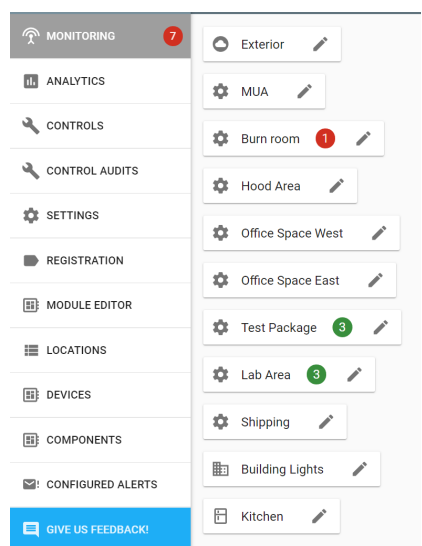 MONITORING 7
ANALYTICS
CONTROLS
CONTROL AUDITS
SETTINGS
REGISTRATION
MODULE EDITOR
LOCATIONS
DEVICES
COMPONENTS
CONFIGURED ALERTS
GIVE US FEEDBACK!
Exterior
MUA
Burn room 1
Hood Area
Office Space West
Office Space East
Test Package 3
Lab Area 3
Shipping
Building Lights
Kitchen